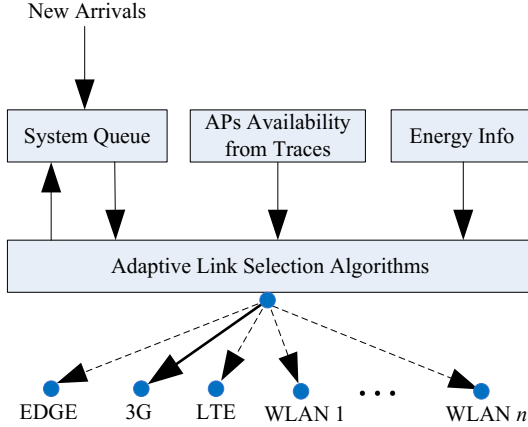 New Arrivals
System Queue
APs Availability
from Traces
Energy Info
Adaptive Link Selection Algorithms
EDGE
3G
LTE
WLAN 1
• • •
WLAN n